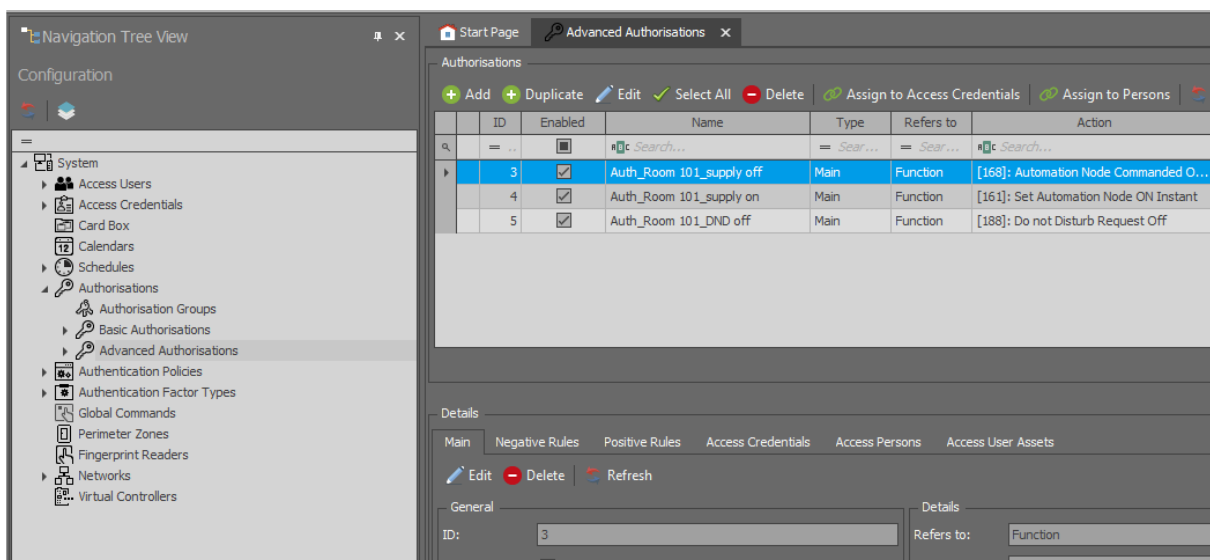 Navigation Tree View
Configuration
=
System
Access Users
Access Credentials
Card Box
12 Calendars
Schedules
Authorisations
Authorisation Groups
Basic Authorisations
Advanced Authorisations
Authentication Policies
Authentication Factor Types
Global Commands
Perimeter Zones
Fingerprint Readers
Networks
Virtual Controllers
Start Page Advanced Authorisations
Authorisations
Add Duplicate Edit Select All Delete Assign to Access Credentials Assign to Persons
ID Enabled Name Type Refers to Action
= .. Search... = Sear... = Sear... Search...
3 Auth_Room 101_supply off Main Function [168]: Automation Node Commanded O...
4 Auth_Room 101_supply on Main Function [161]: Set Automation Node ON Instant
5 Auth_Room 101_DND off Main Function [188]: Do not Disturb Request Off
Details
Main Negative Rules Positive Rules Access Credentials Access Persons Access User Assets
Edit Delete Refresh
General
ID: 3
Details
Refers to: Function